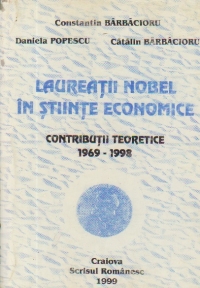 Constantin BĂRBĂCIORU
Daniela POPESCU Cătălin BĂRBĂCIORU
LAUREAȚII NOBEL
ÎN ȘTIINȚE ECONOMICE
CONTRIBUȚII TEORETICE
1969 - 1998
Craiova
Scrisul Românesc
1999